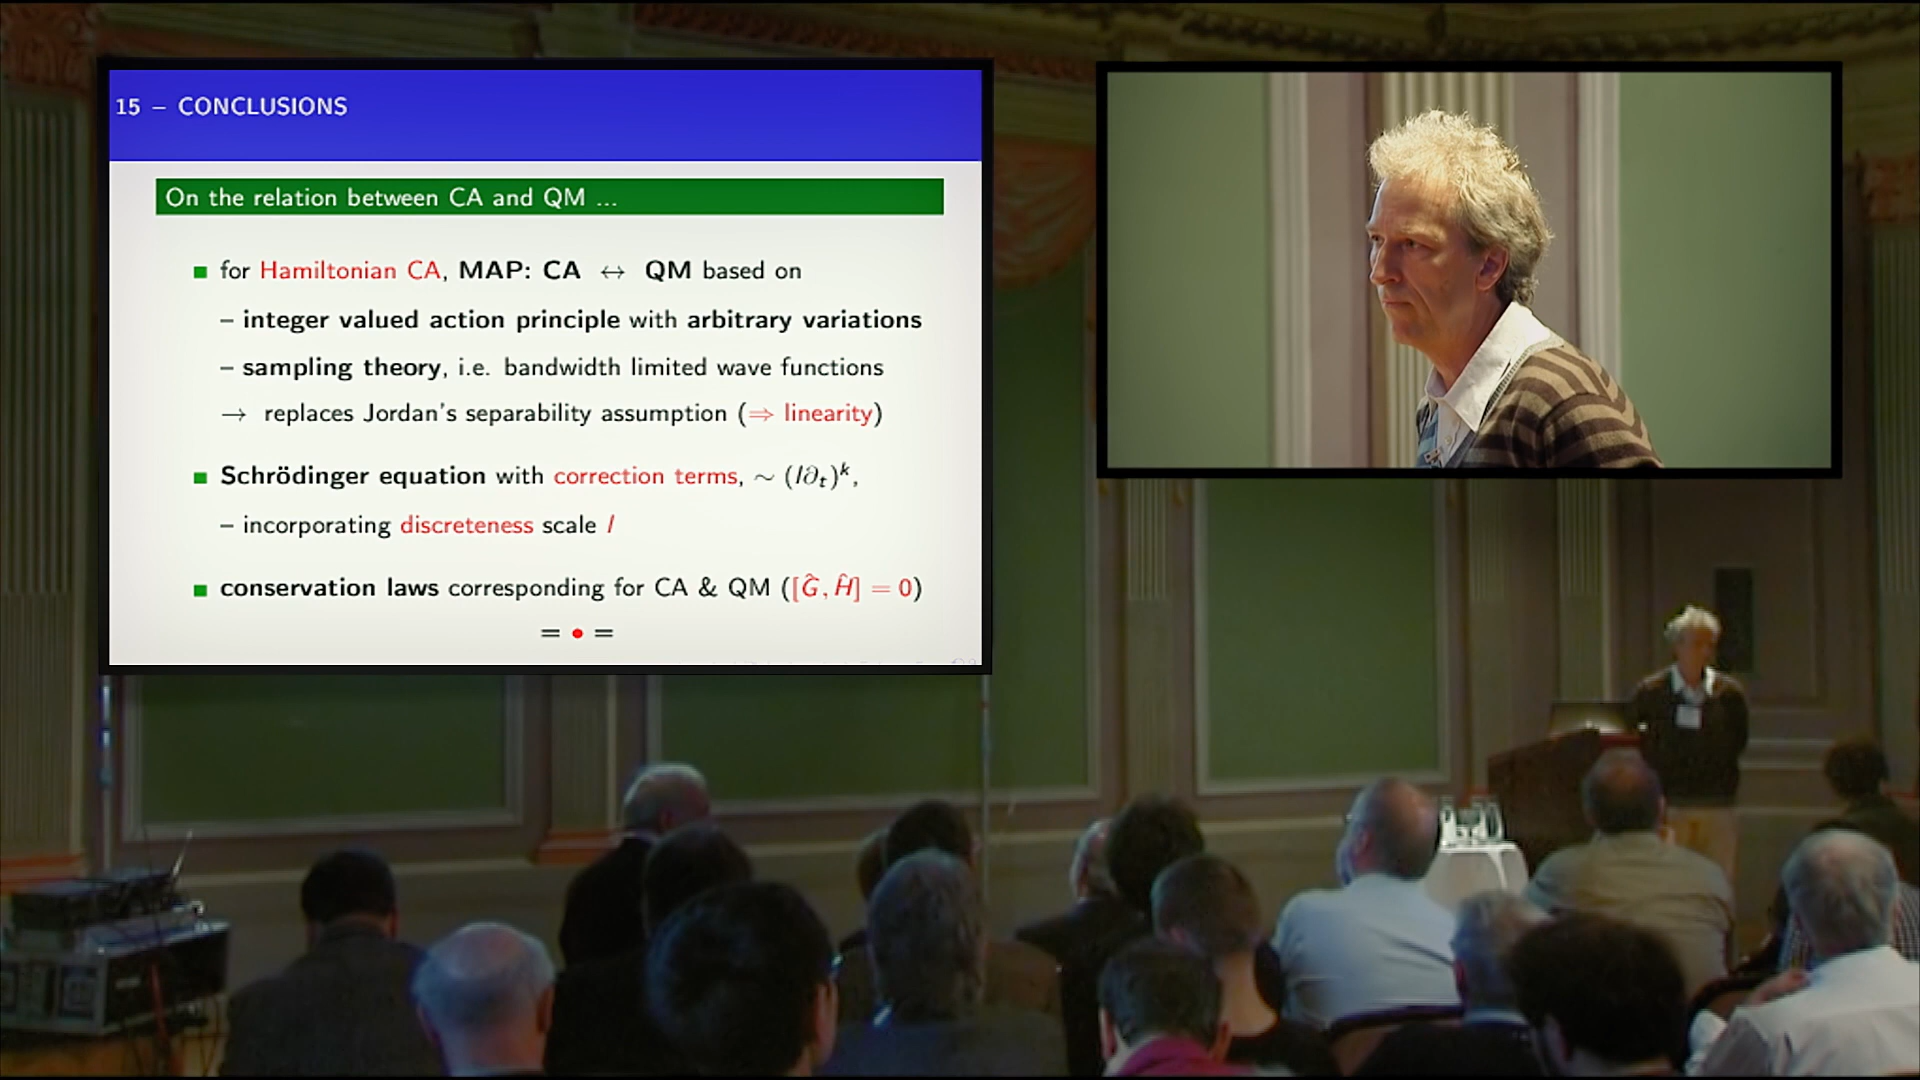 15 – CONCLUSIONS
On the relation between CA and QM ...
for Hamiltonian CA, MAP: CA ↔ QM based on
– integer valued action principle with arbitrary variations
– sampling theory, i.e. bandwidth limited wave functions
→ replaces Jordan's separability assumption (⇒ linearity)
Schrödinger equation with correction terms, ~ (l∂ₜ)ᵏ,
– incorporating discreteness scale l
conservation laws corresponding for CA & QM ([Ĝ, Ĥ] = 0)
= • =